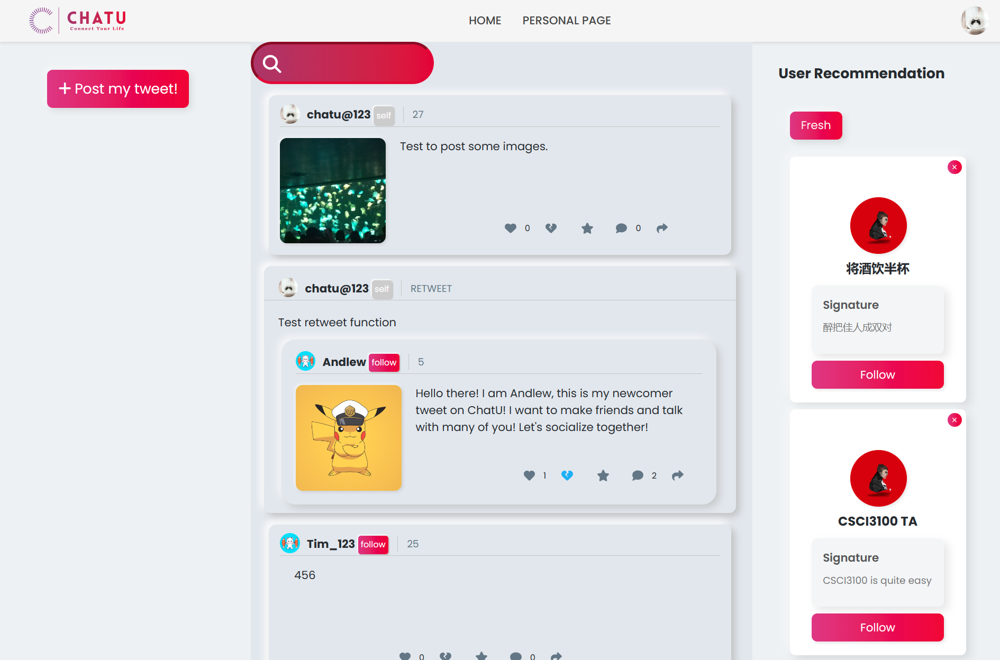 CHATU
Connect Your Life
HOME
PERSONAL PAGE
Post my tweet!
chatu@123 self 27
Test to post some images.
0
0
chatu@123 self RETWEET
Test retweet function
Andlew follow 5
Hello there! I am Andlew, this is my newcomer
tweet on ChatU! I want to make friends and talk
with many of you! Let's socialize together!
1
2
Tim_123 follow 25
456
0
0
User Recommendation
Fresh
将酒饮半杯
Signature
醉把佳人成双对
Follow
CSCI3100 TA
Signature
CSCI3100 is quite easy
Follow